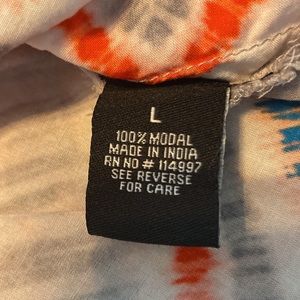 L
100% MODAL
MADE IN INDIA
RN NO # 114997
SEE REVERSE
FOR CARE